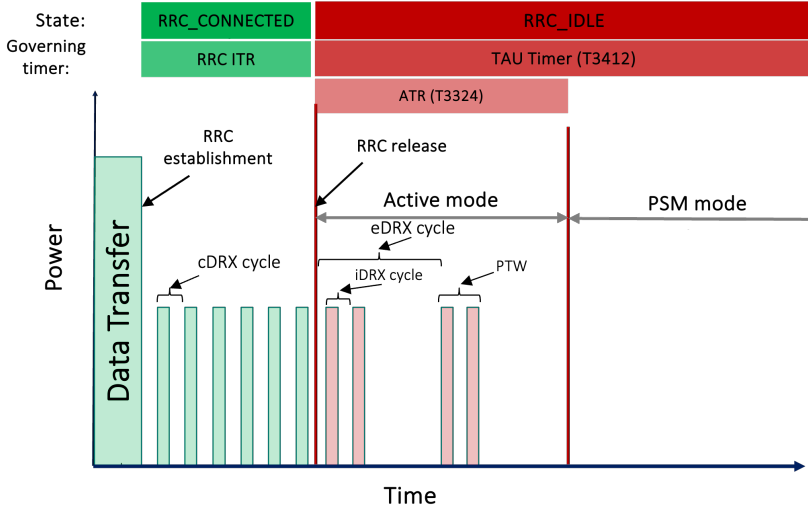 State:
RRC_CONNECTED
RRC_IDLE
Governing
timer:
RRC ITR
TAU Timer (T3412)
ATR (T3324)
RRC
establishment
RRC release
Active mode
PSM mode
eDRX cycle
cDRX cycle
iDRX cycle
PTW
Power
Data Transfer
Time